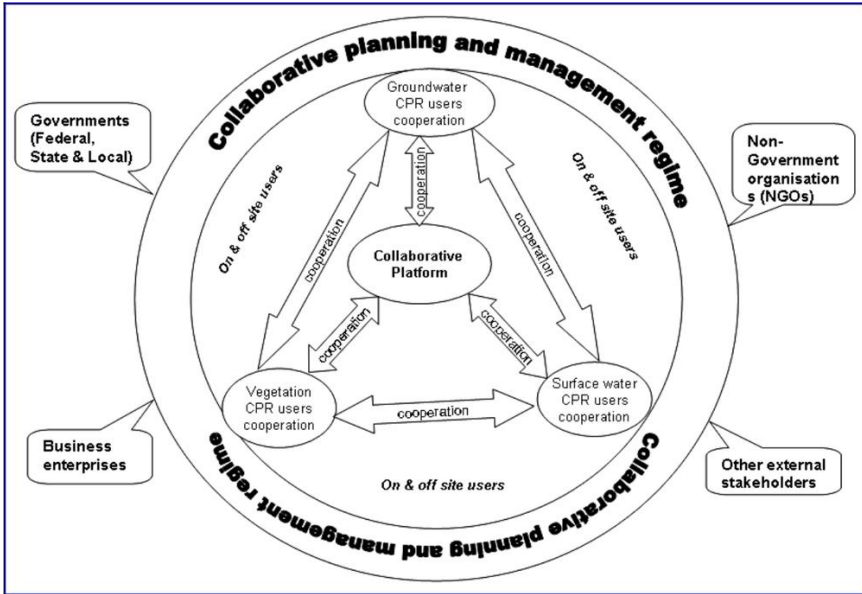 Collaborative planning and management regime
Groundwater
CPR users
cooperation
Governments
(Federal,
State & Local)
Non-
Government
organisation
s (NGOs)
On & off site users
On & off site users
cooperation
cooperation
cooperation
Collaborative
Platform
cooperation
cooperation
Vegetation
CPR users
cooperation
cooperation
Surface water
CPR users
cooperation
Business
enterprises
On & off site users
Other external
stakeholders
Collaborative planning and management regime